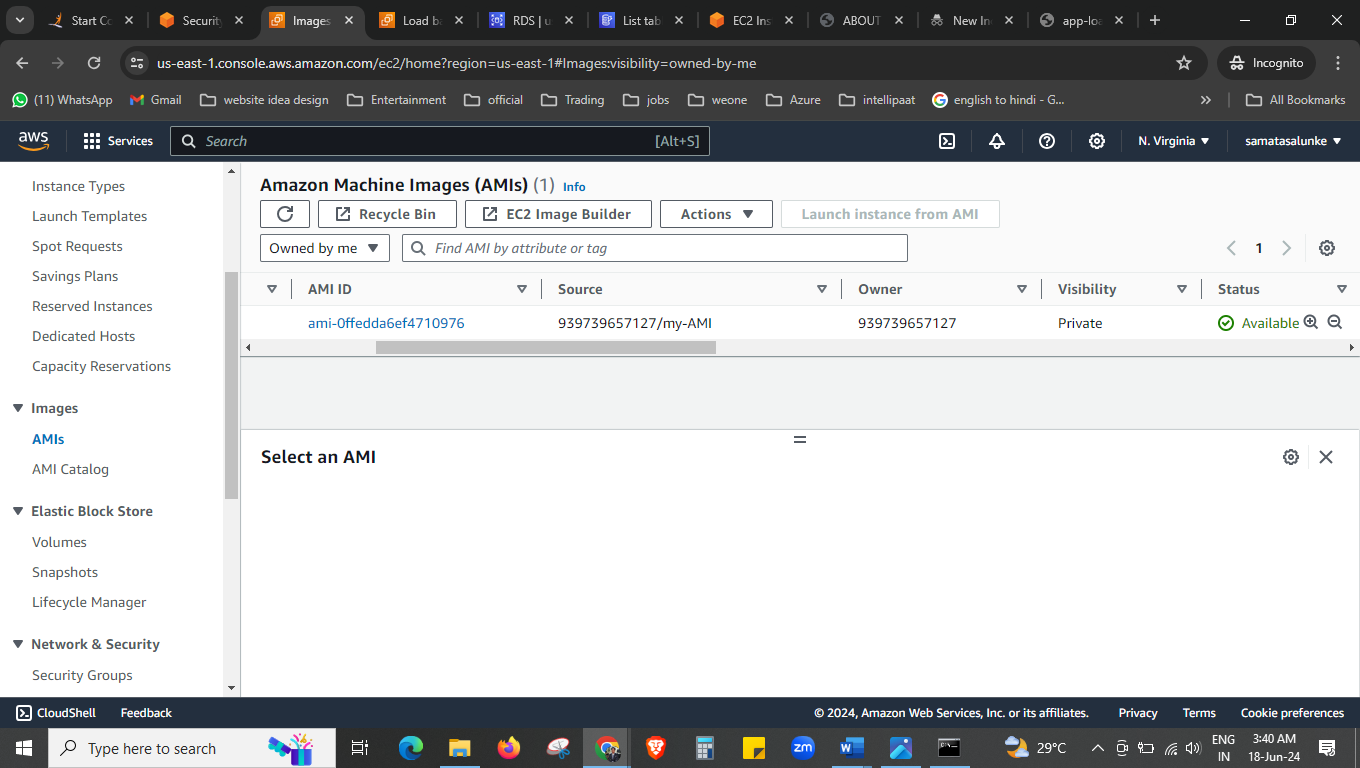 Start Co
Security
Images
Load ba
RDS | u
List tab
EC2 Ins
ABOUT
New In
app-loa
us-east-1.console.aws.amazon.com/ec2/home?region=us-east-1#Images:visibility=owned-by-me
Incognito
(11) WhatsApp
Gmail
website idea design
Entertainment
official
Trading
jobs
weone
Azure
intellipaat
english to hindi - G...
All Bookmarks
aws
Services
Search
[Alt+S]
N. Virginia
samatasalunke
Instance Types
Launch Templates
Spot Requests
Savings Plans
Reserved Instances
Dedicated Hosts
Capacity Reservations
Images
AMIs
AMI Catalog
Elastic Block Store
Volumes
Snapshots
Lifecycle Manager
Network & Security
Security Groups
Amazon Machine Images (AMIs) (1) Info
Recycle Bin
EC2 Image Builder
Actions
Launch instance from AMI
Owned by me
Find AMI by attribute or tag
1
AMI ID
Source
Owner
Visibility
Status
ami-0ffedda6ef4710976
939739657127/my-AMI
939739657127
Private
Available
Select an AMI
CloudShell
Feedback
© 2024, Amazon Web Services, Inc. or its affiliates.
Privacy
Terms
Cookie preferences
Type here to search
zm
29°C
ENG
IN
3:40 AM
18-Jun-24